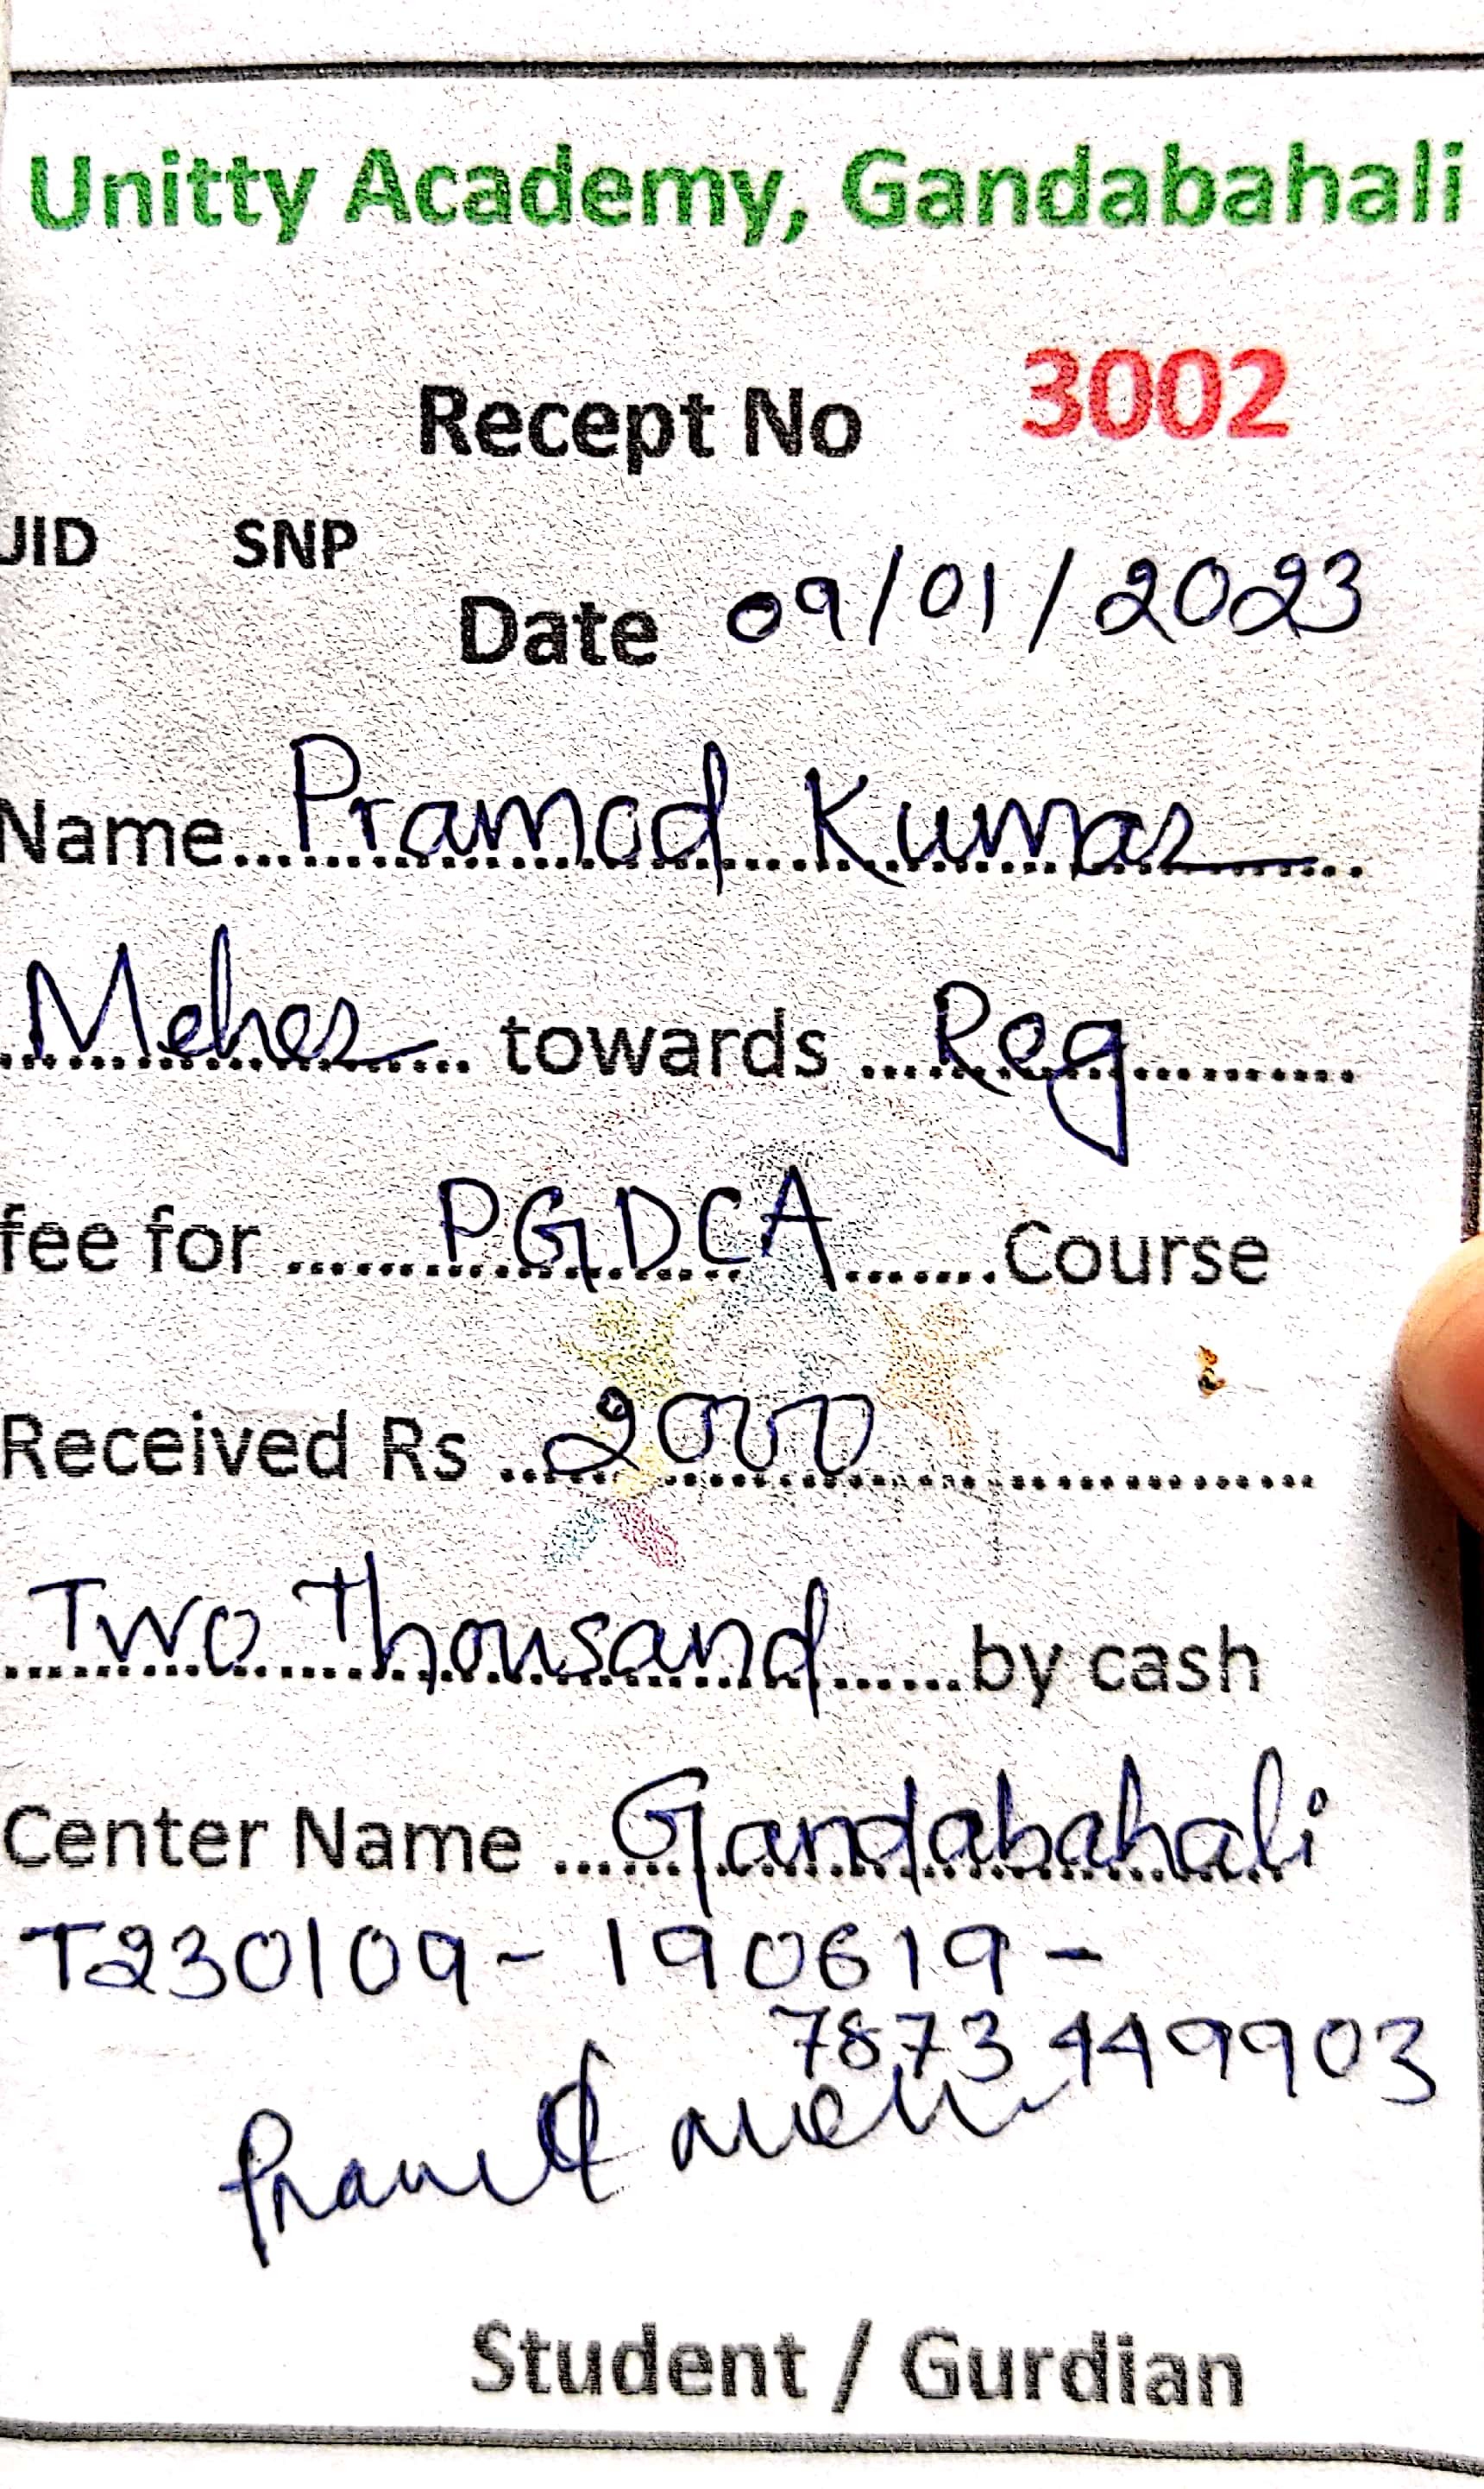 Unitty Academy, Gandabahali
Recept No 3002
JID SNP
Date 09/01/2023
Name...Pramod Kumar...
Meher... towards ...Reg...
fee for ...PGDCA...Course
Received Rs ...2000...
Two Thousand...by cash
Center Name ...Gandabahali
T230109-190619-
7873449903
Student / Gurdian